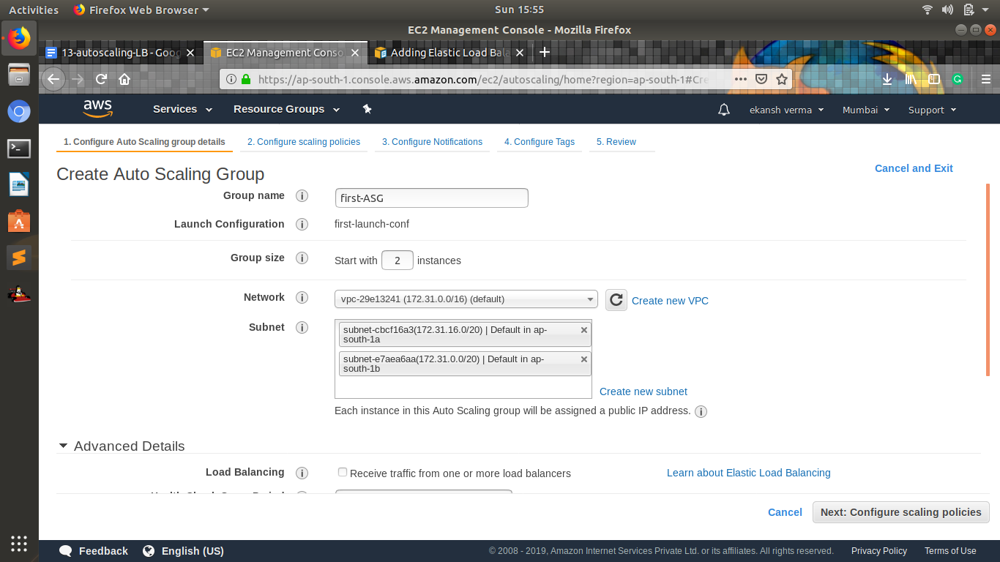 Activities Firefox Web Browser Sun 15:55
EC2 Management Console - Mozilla Firefox
13-autoscaling-LB - Goog EC2 Management Conso Adding Elastic Load Bala
https://ap-south-1.console.aws.amazon.com/ec2/autoscaling/home?region=ap-south-1#Cre
aws Services Resource Groups ekansh verma Mumbai Support
1. Configure Auto Scaling group details 2. Configure scaling policies 3. Configure Notifications 4. Configure Tags 5. Review
Create Auto Scaling Group Cancel and Exit
Group name first-ASG
Launch Configuration first-launch-conf
Group size Start with 2 instances
Network vpc-29e13241 (172.31.0.0/16) (default) Create new VPC
Subnet subnet-cbcf16a3(172.31.16.0/20) | Default in ap-
south-1a
subnet-e7aea6aa(172.31.0.0/20) | Default in ap-
south-1b
Create new subnet
Each instance in this Auto Scaling group will be assigned a public IP address.
Advanced Details
Load Balancing Receive traffic from one or more load balancers Learn about Elastic Load Balancing
Cancel Next: Configure scaling policies
Feedback English (US) © 2008 - 2019, Amazon Internet Services Private Ltd. or its affiliates. All rights reserved. Privacy Policy Terms of Use